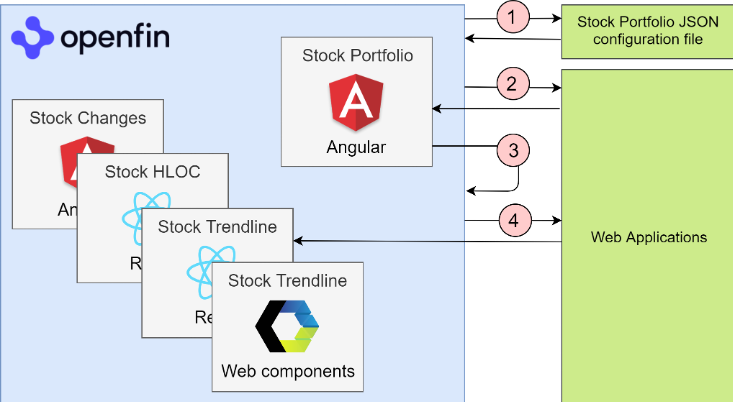 openfin
1
Stock Portfolio JSON
configuration file
Stock Portfolio
Angular
2
3
4
Web Applications
Stock Changes
An
Stock HLOC
R
Stock Trendline
Re
Stock Trendline
Web components